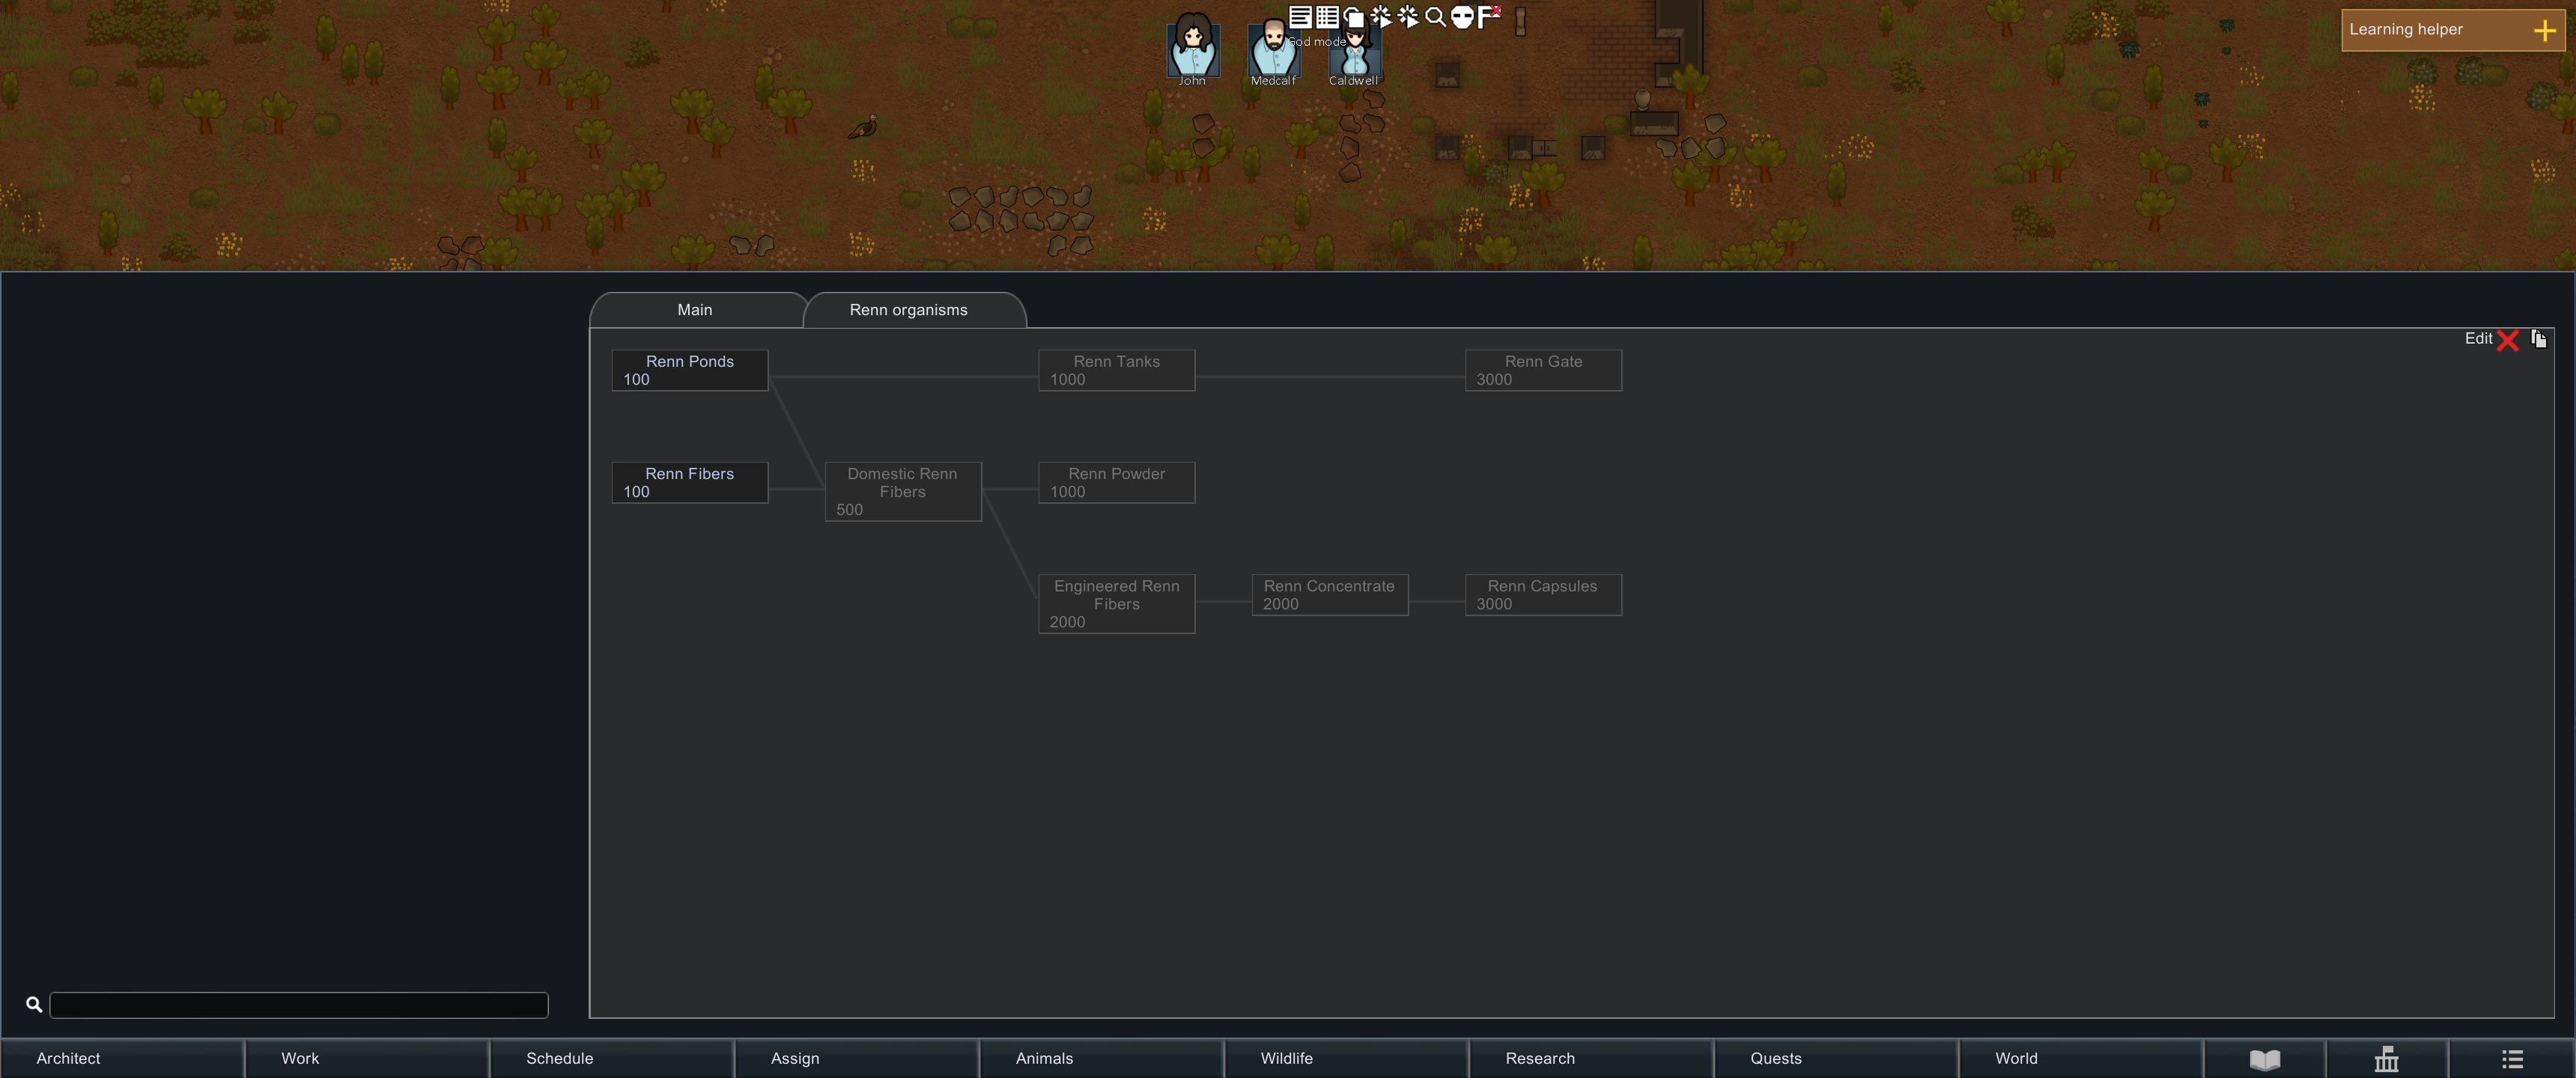 God mode
John
Medcalf
Caldwell
Learning helper
Main
Renn organisms
Edit
Renn Ponds
100
Renn Tanks
1000
Renn Gate
3000
Renn Fibers
100
Domestic Renn
Fibers
500
Renn Powder
1000
Engineered Renn
Fibers
2000
Renn Concentrate
2000
Renn Capsules
3000
Architect
Work
Schedule
Assign
Animals
Wildlife
Research
Quests
World